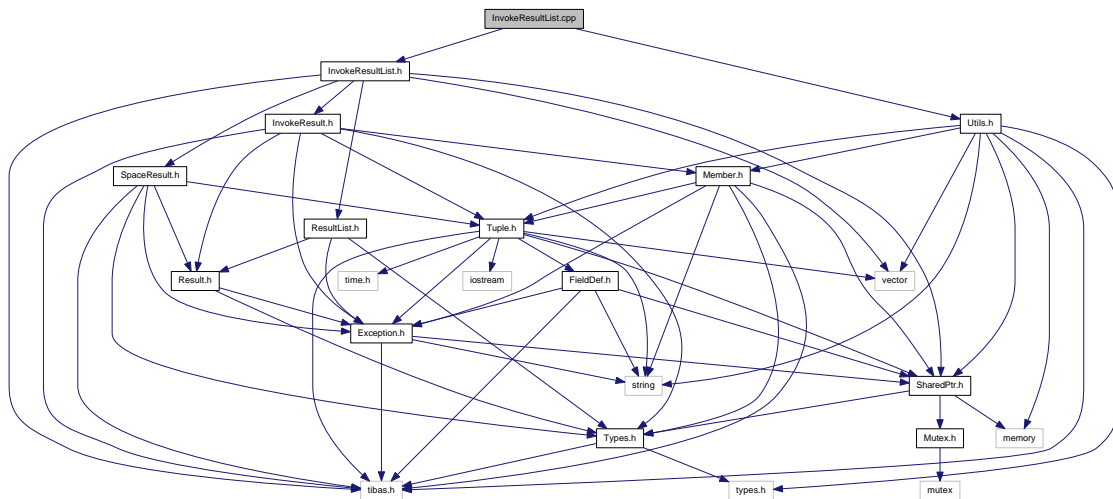 InvokeResultList.cpp
InvokeResultList.h
InvokeResult.h
Utils.h
SpaceResult.h
Member.h
ResultList.h
Tuple.h
Result.h
time.h
iostream
FieldDef.h
vector
Exception.h
string
SharedPtr.h
Types.h
Mutex.h
memory
tibas.h
types.h
mutex